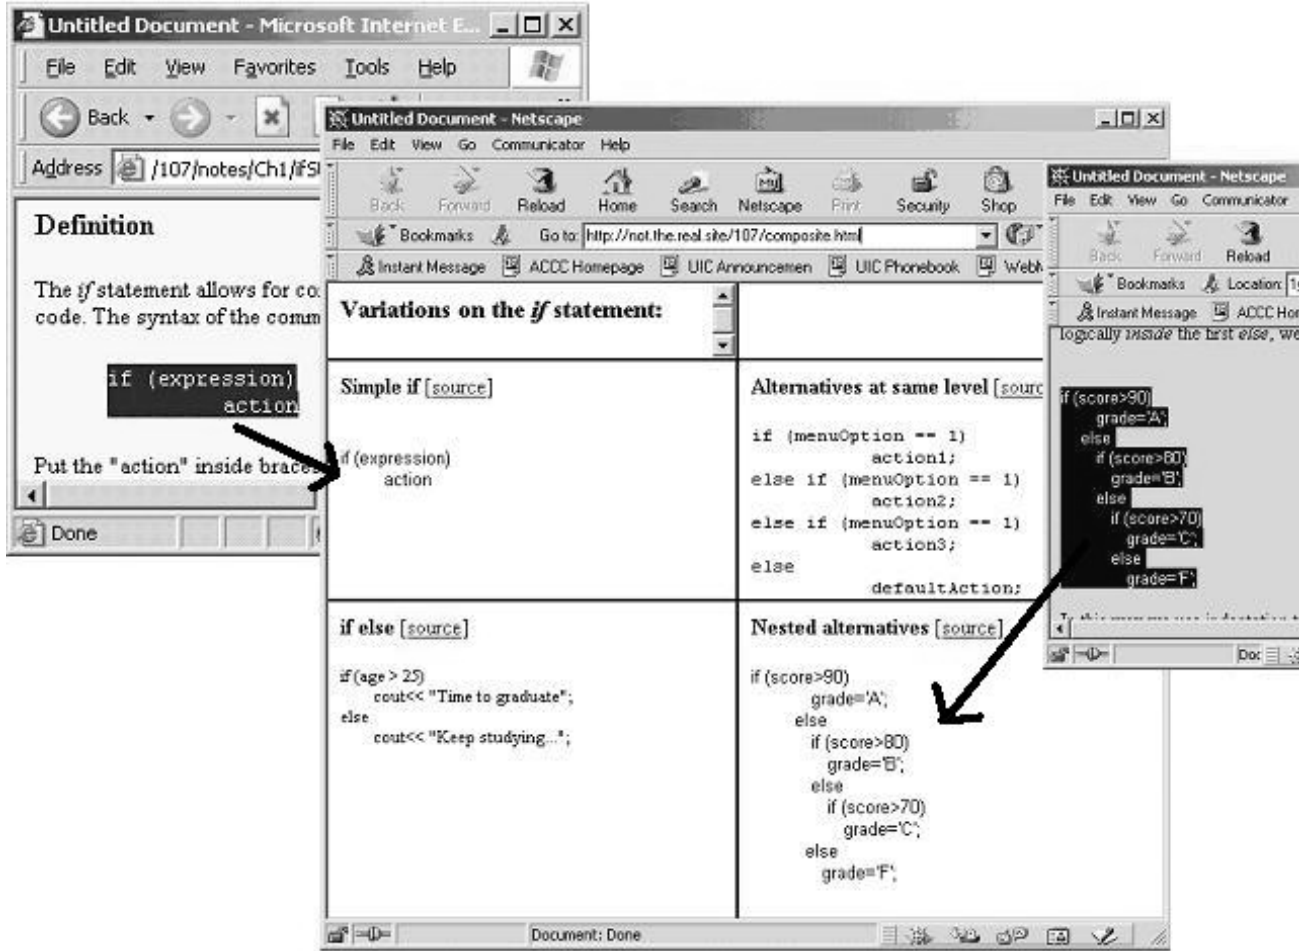 Untitled Document - Microsoft Internet E...
File Edit View Favorites Tools Help
Back
Address /107/notes/Ch1/ifSt
Definition
The if statement allows for co
code. The syntax of the comm
if (expression)
action
Put the "action" inside braces
Done
Untitled Document - Netscape
File Edit View Go Communicator Help
Back Forward Reload Home Search Netscape Print Security Shop
Bookmarks Go to: http://not.the.real.site/107/composite.html
Instant Message ACCC Homepage UIC Announcemen UIC Phonebook
Variations on the if statement:
Simple if [source]
if (expression)
action
Alternatives at same level [sourc
if (menuOption == 1)
action1;
else if (menuOption == 1)
action2;
else if (menuOption == 1)
action3;
else
defaultAction;
if else [source]
if (age > 25)
cout<< "Time to graduate";
else
cout<< "Keep studying...";
Nested alternatives [source]
if (score>90)
grade='A';
else
if (score>80)
grade='B';
else
if (score>70)
grade='C';
else
grade='F';
Document: Done
Untitled Document - Netscape
File Edit View Go Communicator
Back Forward Reload
Bookmarks Location:
Instant Message ACCC Hor
logically inside the first else, we
if (score>90)
grade='A';
else
if (score>80)
grade='B';
else
if (score>70)
grade='C';
else
grade='F';
Doc